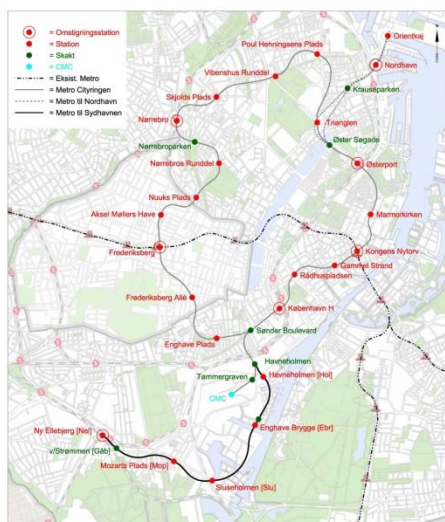 = Omstigningsstation
= Station
= Skakt
= CMC
= Eksist. Metro
= Metro Cityringen
= Metro til Nordhavn
= Metro til Sydhavnen
Orientkaj
Poul Henningsens Plads
Nordhavn
Vibenshus Runddel
Krauseparken
Skjolds Plads
Nørrebro
Trianglen
Nørrebroparken
Øster Søgade
Nørrebros Runddel
Østerport
Nuuks Plads
Aksel Møllers Have
Marmorkirken
Frederiksberg
Kongens Nytorv
Gammel Strand
Rådhuspladsen
Frederiksberg Allé
København H
Sønder Boulevard
Enghave Plads
Havneholmen
Tømmergraven
Havneholmen [Hol]
CMC
Enghave Brygge [Ebr]
Ny Ellebjerg [Nel]
v/Strømmen [Gåb]
Mozarts Plads [Mop]
Sluseholmen [Slu]